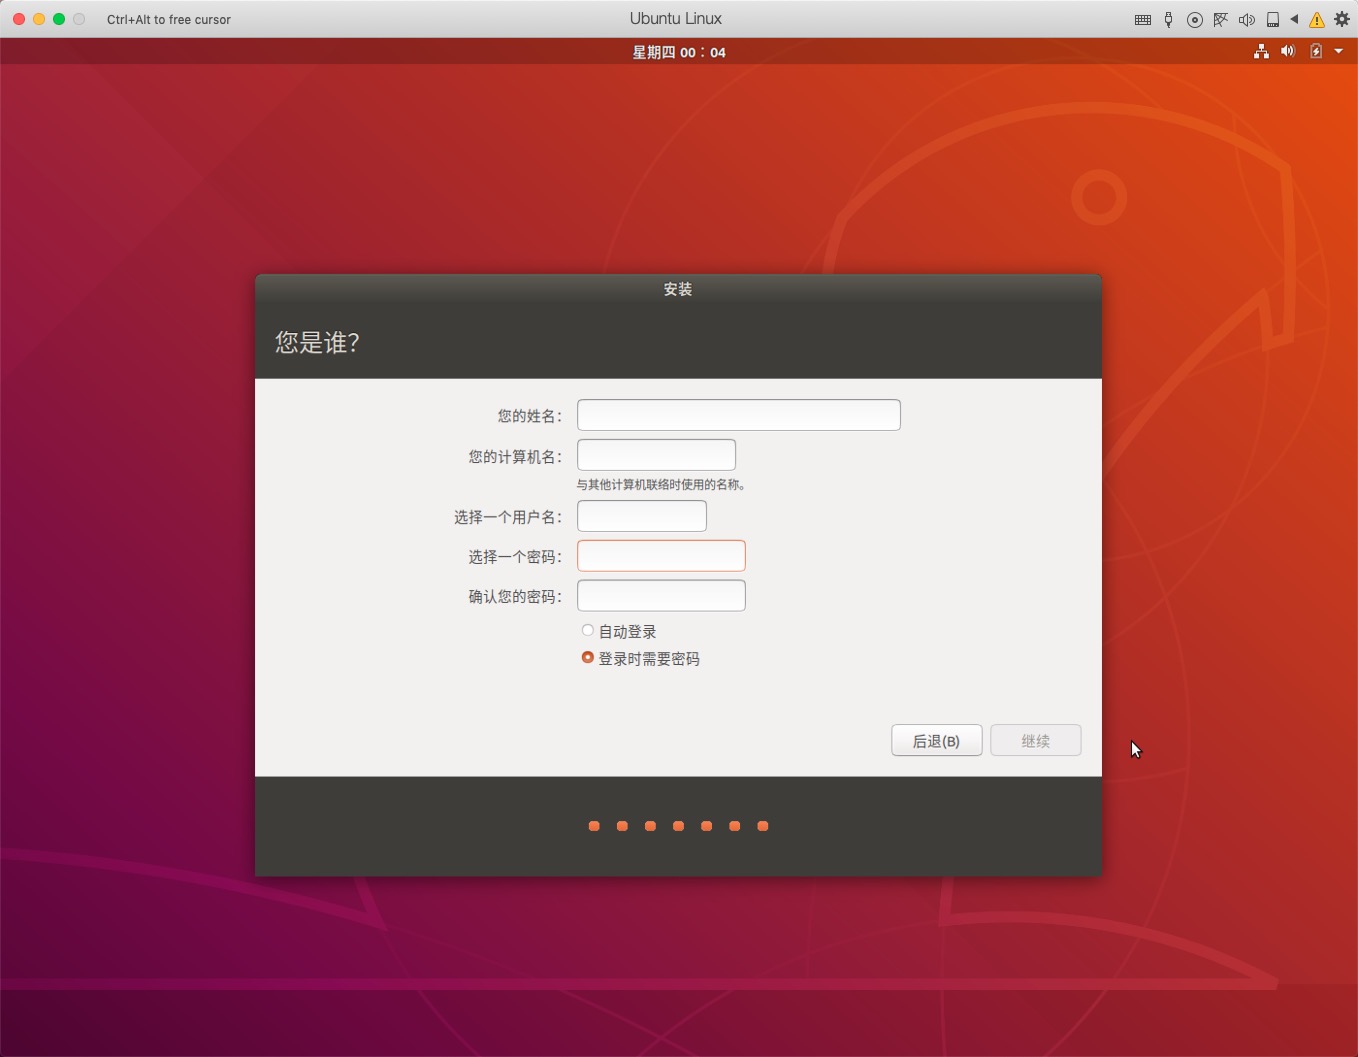 Ctrl+Alt to free cursor
Ubuntu Linux
星期四 00：04
安装
您是谁？
您的姓名：
您的计算机名：
与其他计算机联络时使用的名称。
选择一个用户名：
选择一个密码：
确认您的密码：
自动登录
登录时需要密码
后退(B)
继续